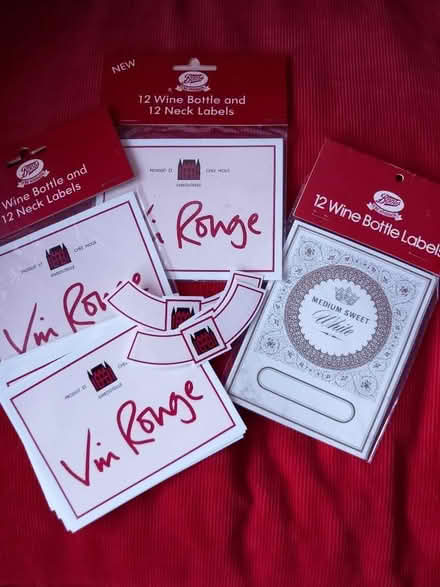 NEW
Boots
12 Wine Bottle and
12 Neck Labels
Vin Rouge
Boots
Wine Bottle and
12 Neck Labels
Vin Rouge
Boots
12 Wine Bottle Labels
MEDIUM SWEET
White
Vin Rouge